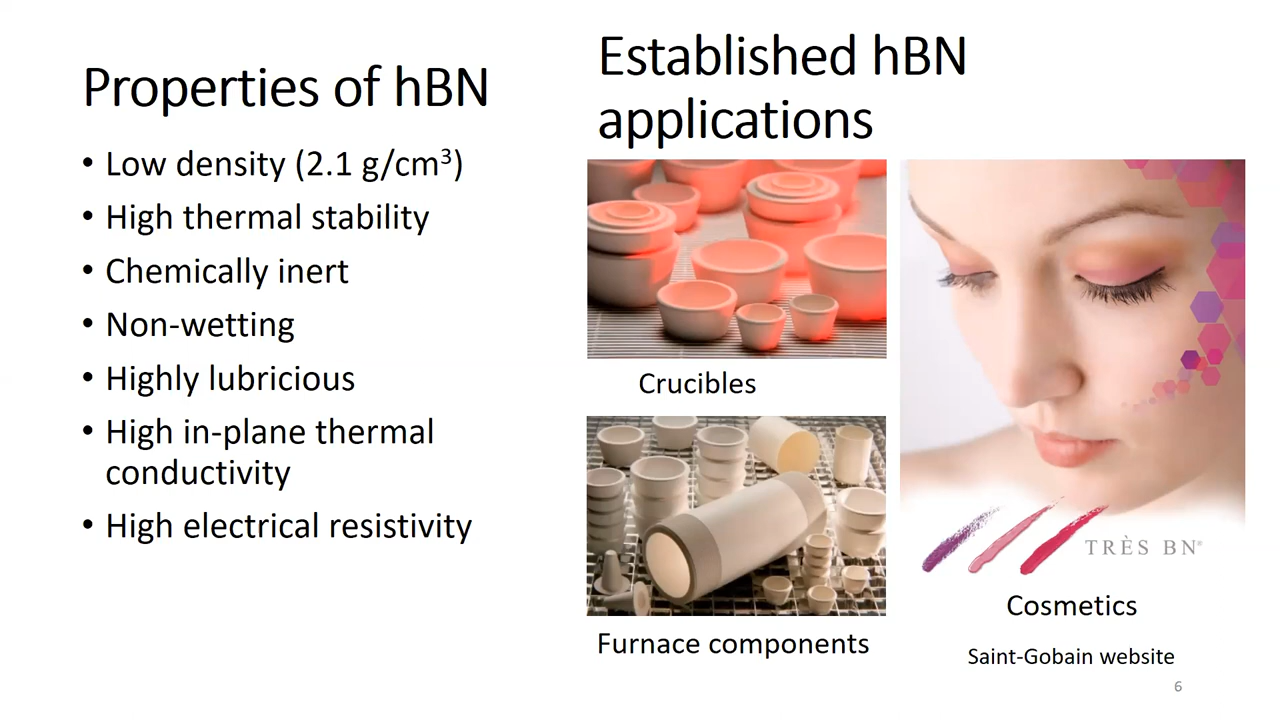 Properties of hBN
• Low density (2.1 g/cm³)
• High thermal stability
• Chemically inert
• Non-wetting
• Highly lubricious
• High in-plane thermal
conductivity
• High electrical resistivity
Established hBN
applications
Crucibles
Furnace components
TRÈS BN®
Cosmetics
Saint-Gobain website
6